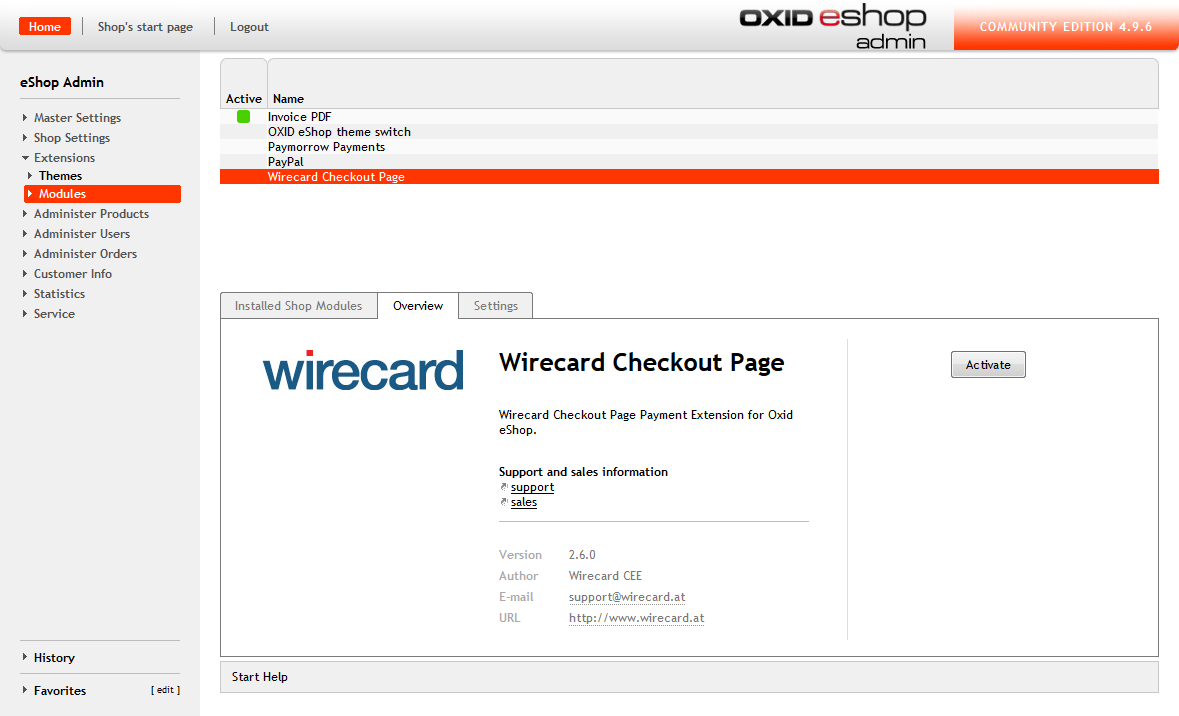 Home Shop's start page Logout
OXID eshop
admin
COMMUNITY EDITION 4.9.6
eShop Admin
Master Settings
Shop Settings
Extensions
Themes
Modules
Administer Products
Administer Users
Administer Orders
Customer Info
Statistics
Service
History
Favorites [ edit ]
Active Name
Invoice PDF
OXID eShop theme switch
Paymorrow Payments
PayPal
Wirecard Checkout Page
Installed Shop Modules Overview Settings
wirecard
Wirecard Checkout Page
Activate
Wirecard Checkout Page Payment Extension for Oxid
eShop.
Support and sales information
support
sales
Version 2.6.0
Author Wirecard CEE
E-mail support@wirecard.at
URL http://www.wirecard.at
Start Help